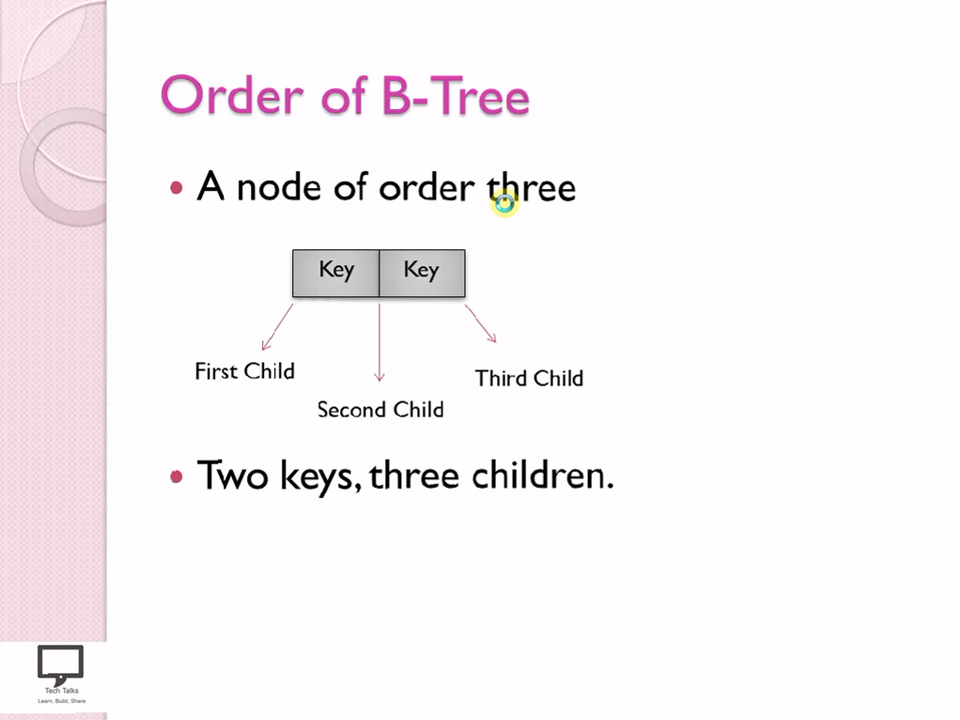 Order of B-Tree
A node of order three
Key Key
First Child
Third Child
Second Child
Two keys, three children.
Tech Talks
Learn, Build, Share